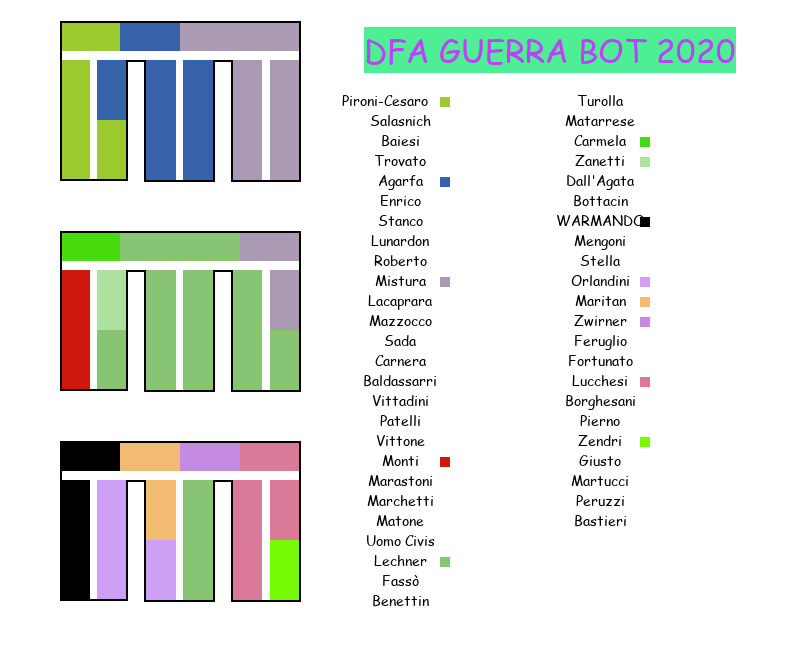 DFA GUERRA BOT 2020
Pironi-Cesaro
Salasnich
Baiesi
Trovato
Agarfa
Enrico
Stanco
Lunardon
Roberto
Mistura
Lacaprara
Mazzocco
Sada
Carnera
Baldassarri
Vittadini
Patelli
Vittone
Monti
Marastoni
Marchetti
Matone
Uomo Civis
Lechner
Fassò
Benettin
Turolla
Matarrese
Carmela
Zanetti
Dall'Agata
Bottacin
WARMANDO
Mengoni
Stella
Orlandini
Maritan
Zwirner
Feruglio
Fortunato
Lucchesi
Borghesani
Pierno
Zendri
Giusto
Martucci
Peruzzi
Bastieri